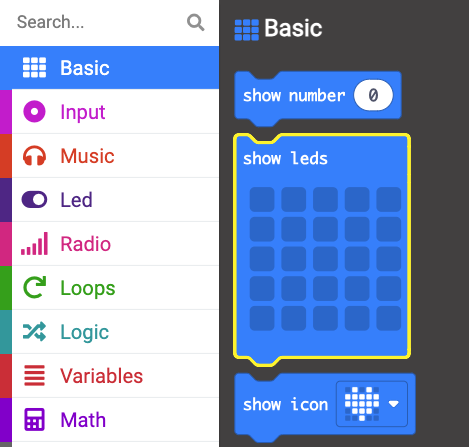 Search...
Basic
Input
Music
Led
Radio
Loops
Logic
Variables
Math
Basic
show number 0
show leds
show icon